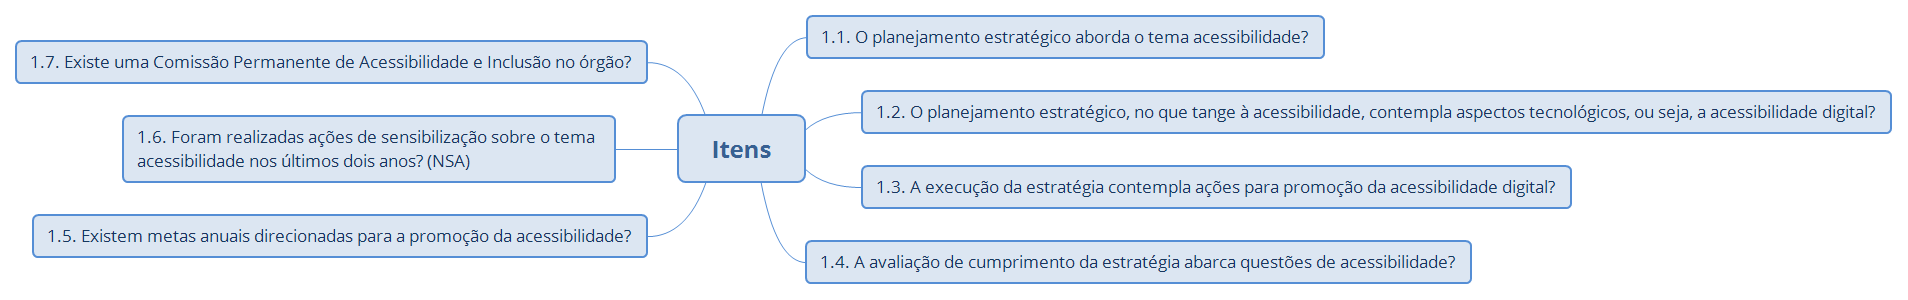 Itens
1.1. O planejamento estratégico aborda o tema acessibilidade?
1.2. O planejamento estratégico, no que tange à acessibilidade, contempla aspectos tecnológicos, ou seja, a acessibilidade digital?
1.3. A execução da estratégia contempla ações para promoção da acessibilidade digital?
1.4. A avaliação de cumprimento da estratégia abarca questões de acessibilidade?
1.5. Existem metas anuais direcionadas para a promoção da acessibilidade?
1.6. Foram realizadas ações de sensibilização sobre o tema
acessibilidade nos últimos dois anos? (NSA)
1.7. Existe uma Comissão Permanente de Acessibilidade e Inclusão no órgão?